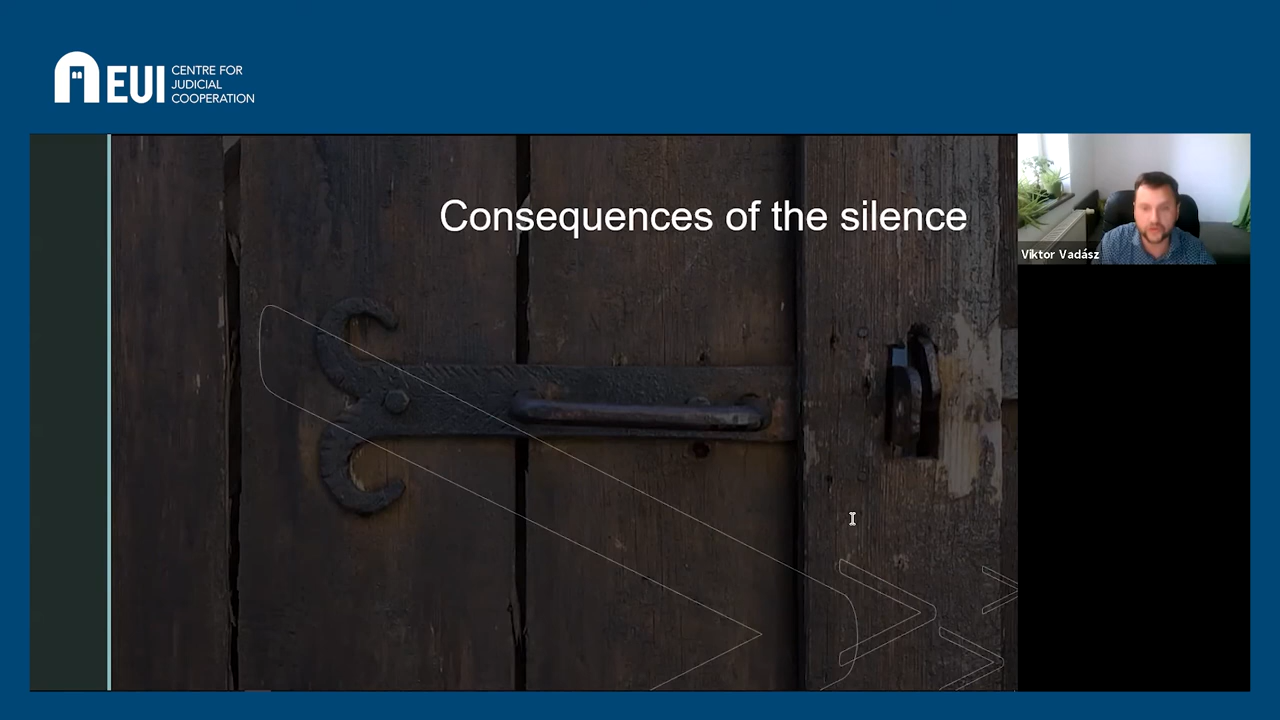 EUI
CENTRE FOR
JUDICIAL
COOPERATION
Consequences of the silence
Viktor Vadász